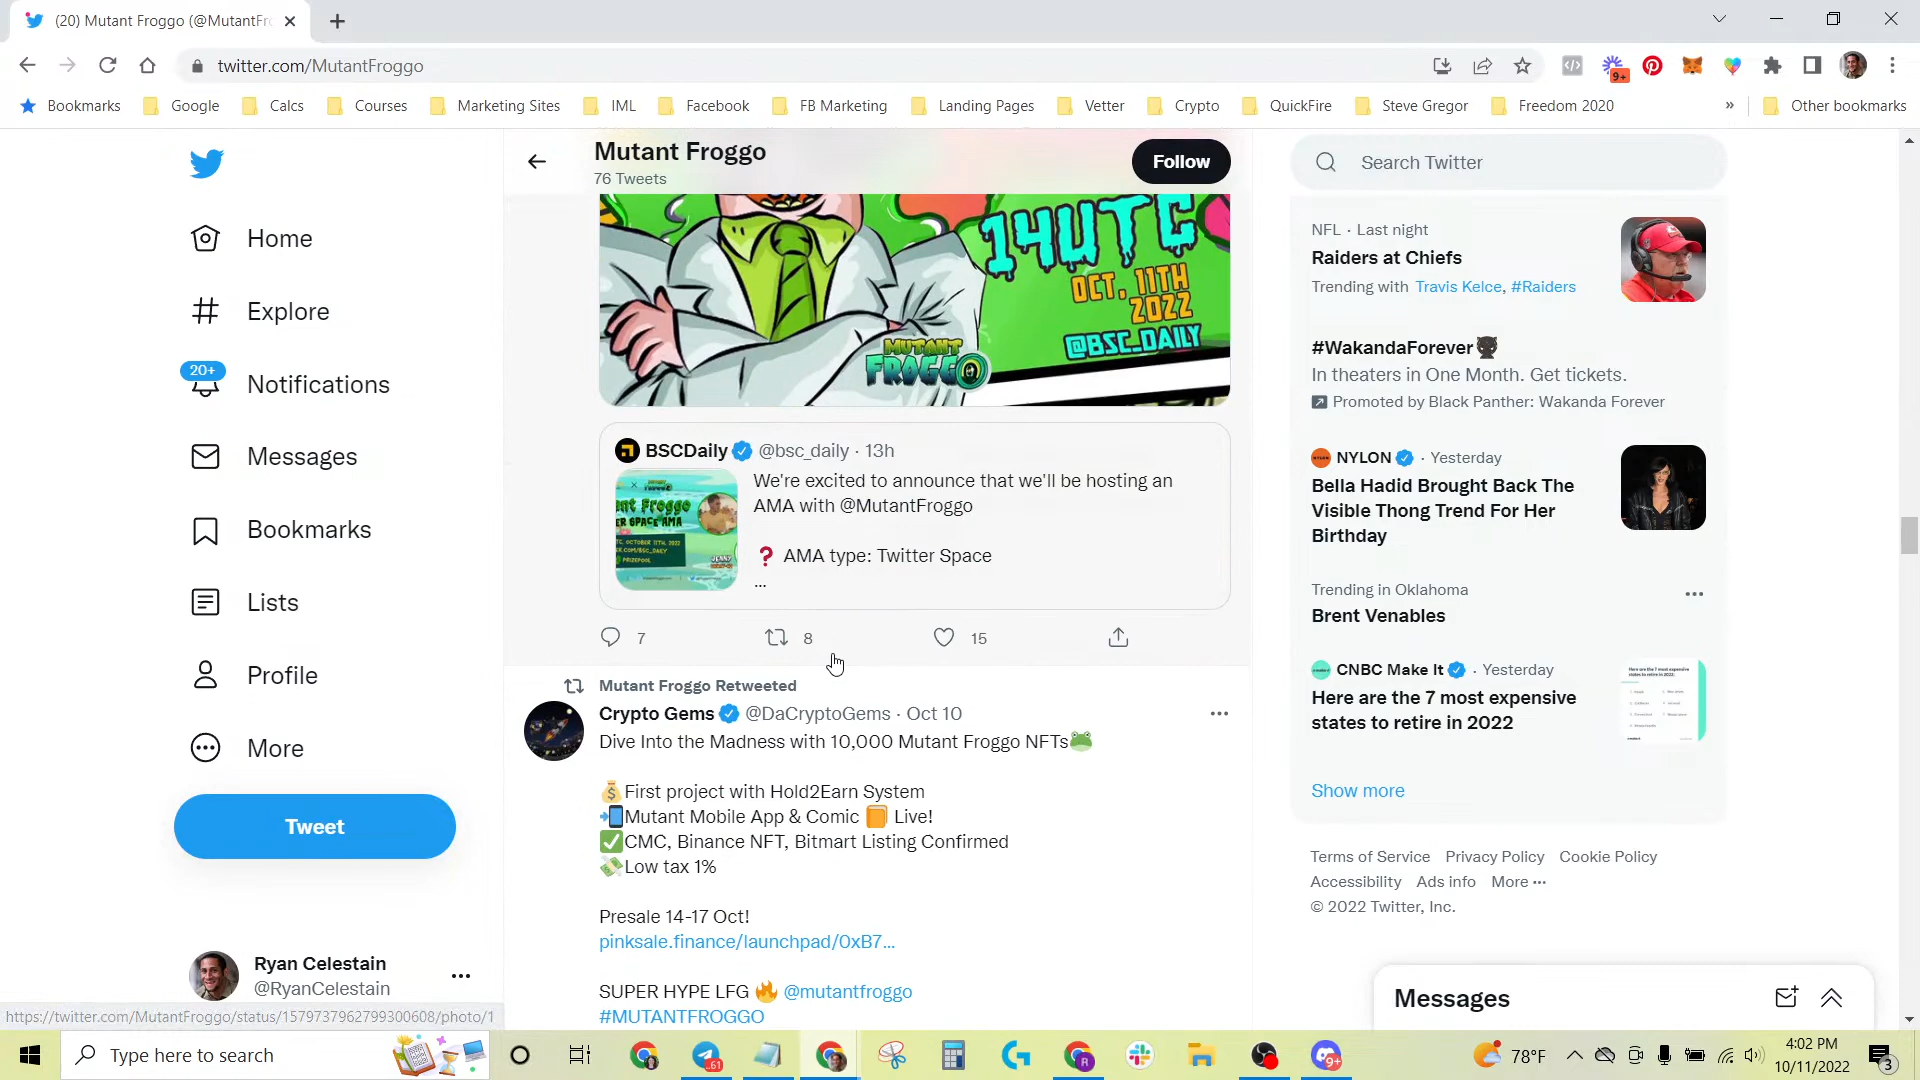 (20) Mutant Froggo (@MutantFro
twitter.com/MutantFroggo
9+
Bookmarks
Google
Calcs
Courses
Marketing Sites
IML
Facebook
FB Marketing
Landing Pages
Vetter
Crypto
QuickFire
Steve Gregor
Freedom 2020
»
Other bookmarks
Home
Explore
20+
Notifications
Messages
Bookmarks
Lists
Profile
More
Tweet
Ryan Celestain
@RyanCelestain
https://twitter.com/MutantFroggo/status/1579737962799300608/photo/1
Mutant Froggo
76 Tweets
Follow
14UTC
OCT, 11TH
2022
@BSC_DAILY
MUTANT
FROGGO
BSCDaily @bsc_daily · 13h
We're excited to announce that we'll be hosting an
AMA with @MutantFroggo
❓ AMA type: Twitter Space
...
7
8
15
Mutant Froggo Retweeted
Crypto Gems @DaCryptoGems · Oct 10
Dive Into the Madness with 10,000 Mutant Froggo NFTs🐸
💰First project with Hold2Earn System
📲Mutant Mobile App & Comic 📙 Live!
✅CMC, Binance NFT, Bitmart Listing Confirmed
💸Low tax 1%
Presale 14-17 Oct!
pinksale.finance/launchpad/0xB7...
SUPER HYPE LFG 🔥 @mutantfroggo
#MUTANTFROGGO
Search Twitter
NFL · Last night
Raiders at Chiefs
Trending with Travis Kelce, #Raiders
#WakandaForever
In theaters in One Month. Get tickets.
Promoted by Black Panther: Wakanda Forever
NYLON · Yesterday
Bella Hadid Brought Back The
Visible Thong Trend For Her
Birthday
Trending in Oklahoma
Brent Venables
CNBC Make It · Yesterday
Here are the 7 most expensive
states to retire in 2022
Show more
Terms of Service Privacy Policy Cookie Policy
Accessibility Ads info More ···
© 2022 Twitter, Inc.
Messages
Type here to search
61
9+
78°F
4:02 PM
10/11/2022
3